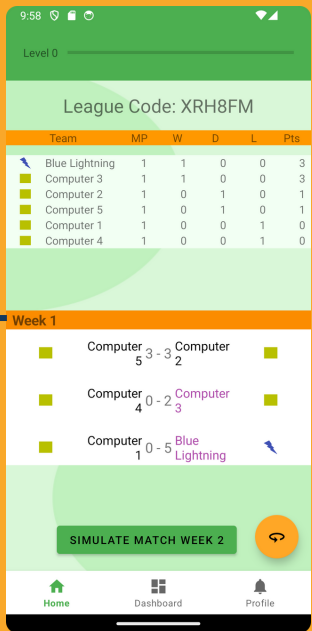 9:58
Level 0
League Code: XRH8FM
Team MP W D L Pts
Blue Lightning 1 1 0 0 3
Computer 3 1 1 0 0 3
Computer 2 1 0 1 0 1
Computer 5 1 0 1 0 1
Computer 1 1 0 0 1 0
Computer 4 1 0 0 1 0
Week 1
Computer 5 3 - 3 Computer 2
Computer 4 0 - 2 Computer 3
Computer 1 0 - 5 Blue Lightning
SIMULATE MATCH WEEK 2
Home Dashboard Profile